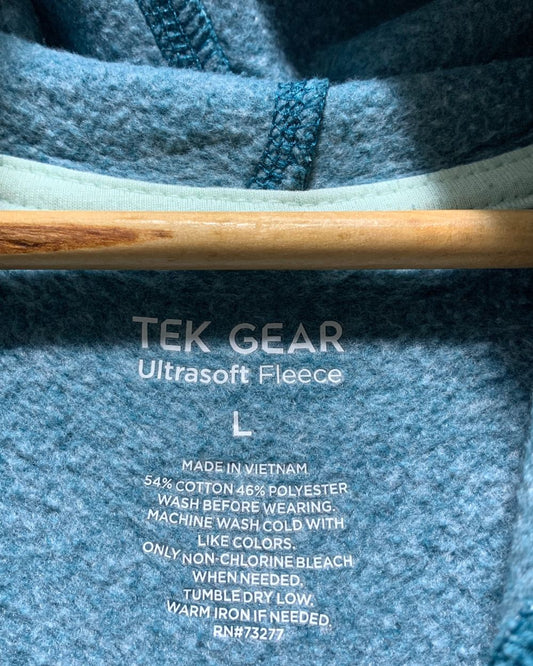 TEK GEAR
Ultrasoft Fleece
L
MADE IN VIETNAM
54% COTTON 46% POLYESTER
WASH BEFORE WEARING.
MACHINE WASH COLD WITH
LIKE COLORS.
ONLY NON-CHLORINE BLEACH
WHEN NEEDED.
TUMBLE DRY LOW.
WARM IRON IF NEEDED.
RN#73277